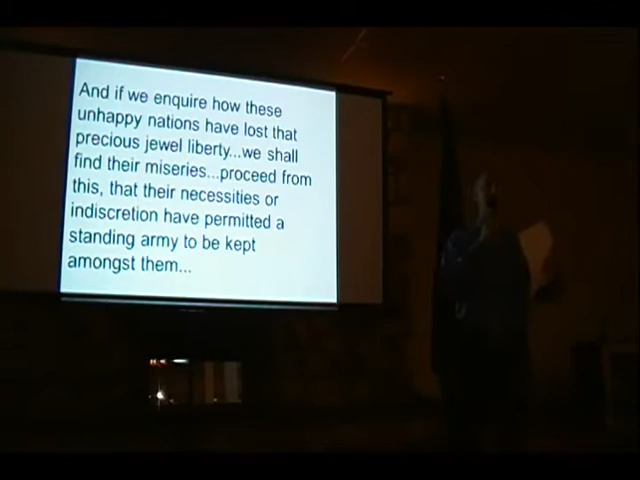 And if we enquire how these
unhappy nations have lost that
precious jewel liberty...we shall
find their miseries...proceed from
this, that their necessities or
indiscretion have permitted a
standing army to be kept
amongst them...